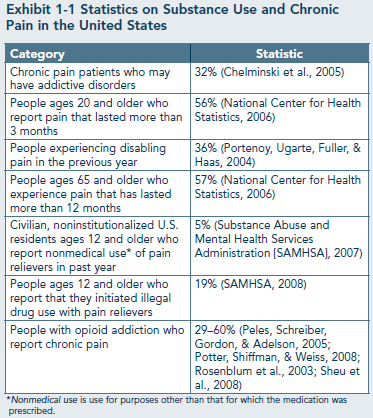 Exhibit 1-1 Statistics on Substance Use and Chronic
Pain in the United States
Category Statistic
Chronic pain patients who may 32% (Chelminski et al., 2005)
have addictive disorders
People ages 20 and older who 56% (National Center for Health
report pain that lasted more than Statistics, 2006)
3 months
People experiencing disabling 36% (Portenoy, Ugarte, Fuller, &
pain in the previous year Haas, 2004)
People ages 65 and older who 57% (National Center for Health
experience pain that has lasted Statistics, 2006)
more than 12 months
Civilian, noninstitutionalized U.S. 5% (Substance Abuse and
residents ages 12 and older who Mental Health Services
report nonmedical use* of pain Administration [SAMHSA], 2007)
relievers in past year
People ages 12 and older who 19% (SAMHSA, 2008)
report that they initiated illegal
drug use with pain relievers
People with opioid addiction who 29–60% (Peles, Schreiber,
report chronic pain Gordon, & Adelson, 2005;
Potter, Shiffman, & Weiss, 2008;
Rosenblum et al., 2003; Sheu et
al., 2008)
*Nonmedical use is use for purposes other than that for which the medication was
prescribed.